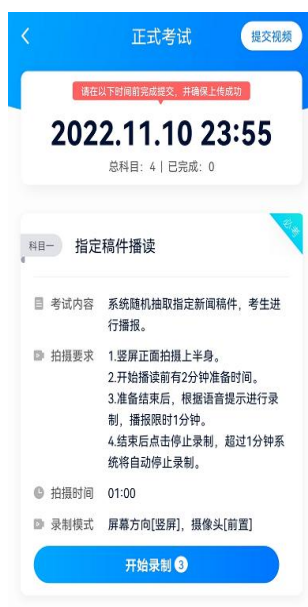 正式考试
提交视频
请在以下时间前完成提交，并确保上传成功
2022.11.10 23:55
总科目：4丨已完成：0
必考
科目一
指定稿件播读
考试内容 系统随机抽取指定新闻稿件，考生进
行播报。
拍摄要求 1.竖屏正面拍摄上半身。
2.开始播读前有2分钟准备时间。
3.准备结束后，根据语音提示进行录
制，播报限时1分钟。
4.结束后点击停止录制，超过1分钟系
统将自动停止录制。
拍摄时间 01:00
录制模式 屏幕方向[竖屏]，摄像头[前置]
开始录制 3